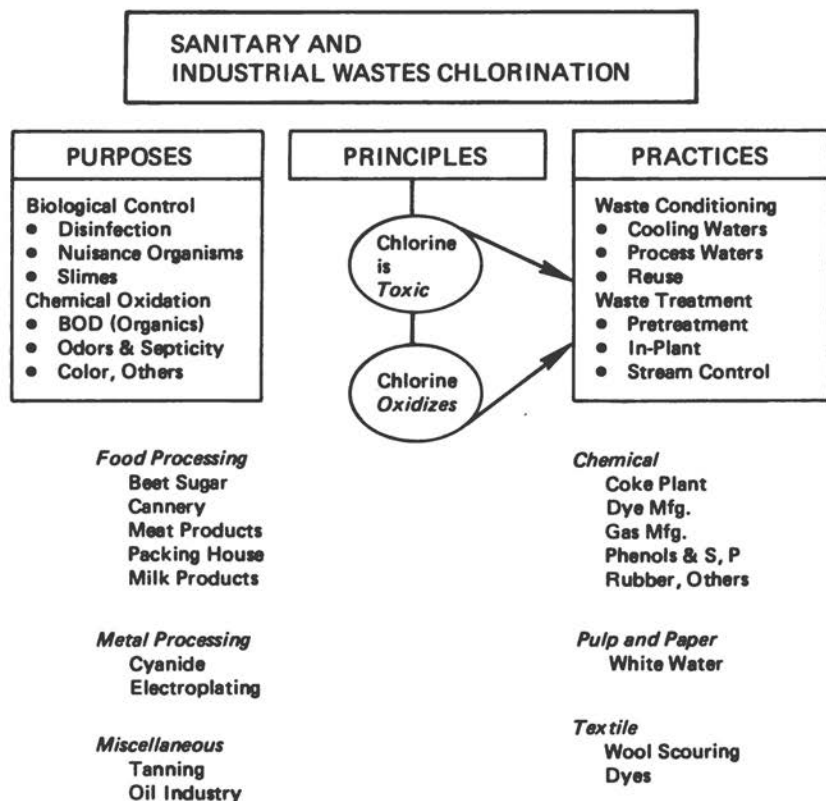 SANITARY AND
INDUSTRIAL WASTES CHLORINATION
PURPOSES
Biological Control
● Disinfection
● Nuisance Organisms
● Slimes
Chemical Oxidation
● BOD (Organics)
● Odors & Septicity
● Color, Others
PRINCIPLES
Chlorine
is
Toxic
Chlorine
Oxidizes
PRACTICES
Waste Conditioning
● Cooling Waters
● Process Waters
● Reuse
Waste Treatment
● Pretreatment
● In-Plant
● Stream Control
Food Processing
Beet Sugar
Cannery
Meat Products
Packing House
Milk Products
Metal Processing
Cyanide
Electroplating
Miscellaneous
Tanning
Oil Industry
Chemical
Coke Plant
Dye Mfg.
Gas Mfg.
Phenols & S, P
Rubber, Others
Pulp and Paper
White Water
Textile
Wool Scouring
Dyes